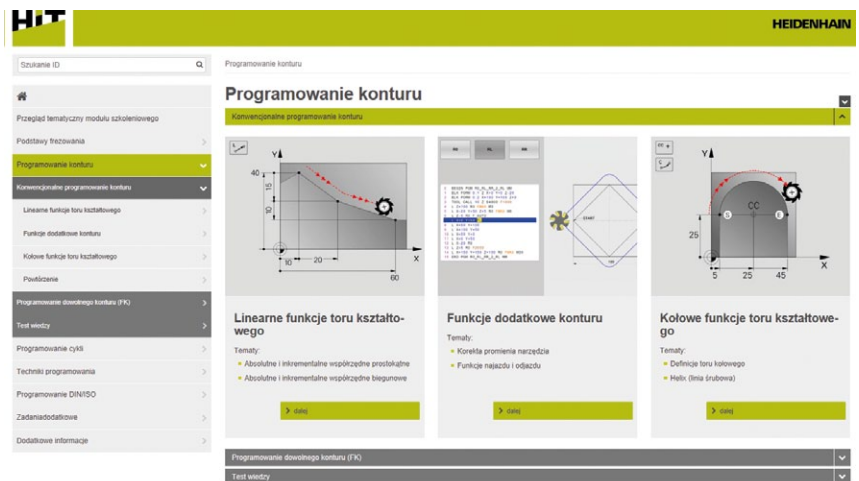 HiT
HEIDENHAIN
Szukanie ID
Programowanie konturu
Przegląd tematyczny modułu szkoleniowego
Podstawy frezowania
Programowanie konturu
Konwencjonalne programowanie konturu
Linearne funkcje toru kształtowego
Funkcje dodatkowe konturu
Kołowe funkcje toru kształtowego
Powtórzenie
Programowanie dowolnego konturu (FK)
Test wiedzy
Programowanie cykli
Techniki programowania
Programowanie DIN/ISO
Zadaniadodatkowe
Dodatkowe informacje
Programowanie konturu
Konwencjonalne programowanie konturu
L
Y
40
15
10
20
60
X
START
CC
Y
CC
S
E
25
5
25
45
X
Linearne funkcje toru kształto-
wego
Tematy:
Absolutne i inkrementalne współrzędne prostokątne
Absolutne i inkrementalne współrzędne biegunowe
dalej
Funkcje dodatkowe konturu
Tematy:
Korekta promienia narzędzia
Funkcje najazdu i odjazdu
dalej
Kołowe funkcje toru kształtowe-
go
Tematy:
Definicje toru kołowego
Helix (linia śrubowa)
dalej
Programowanie dowolnego konturu (FK)
Test wiedzy